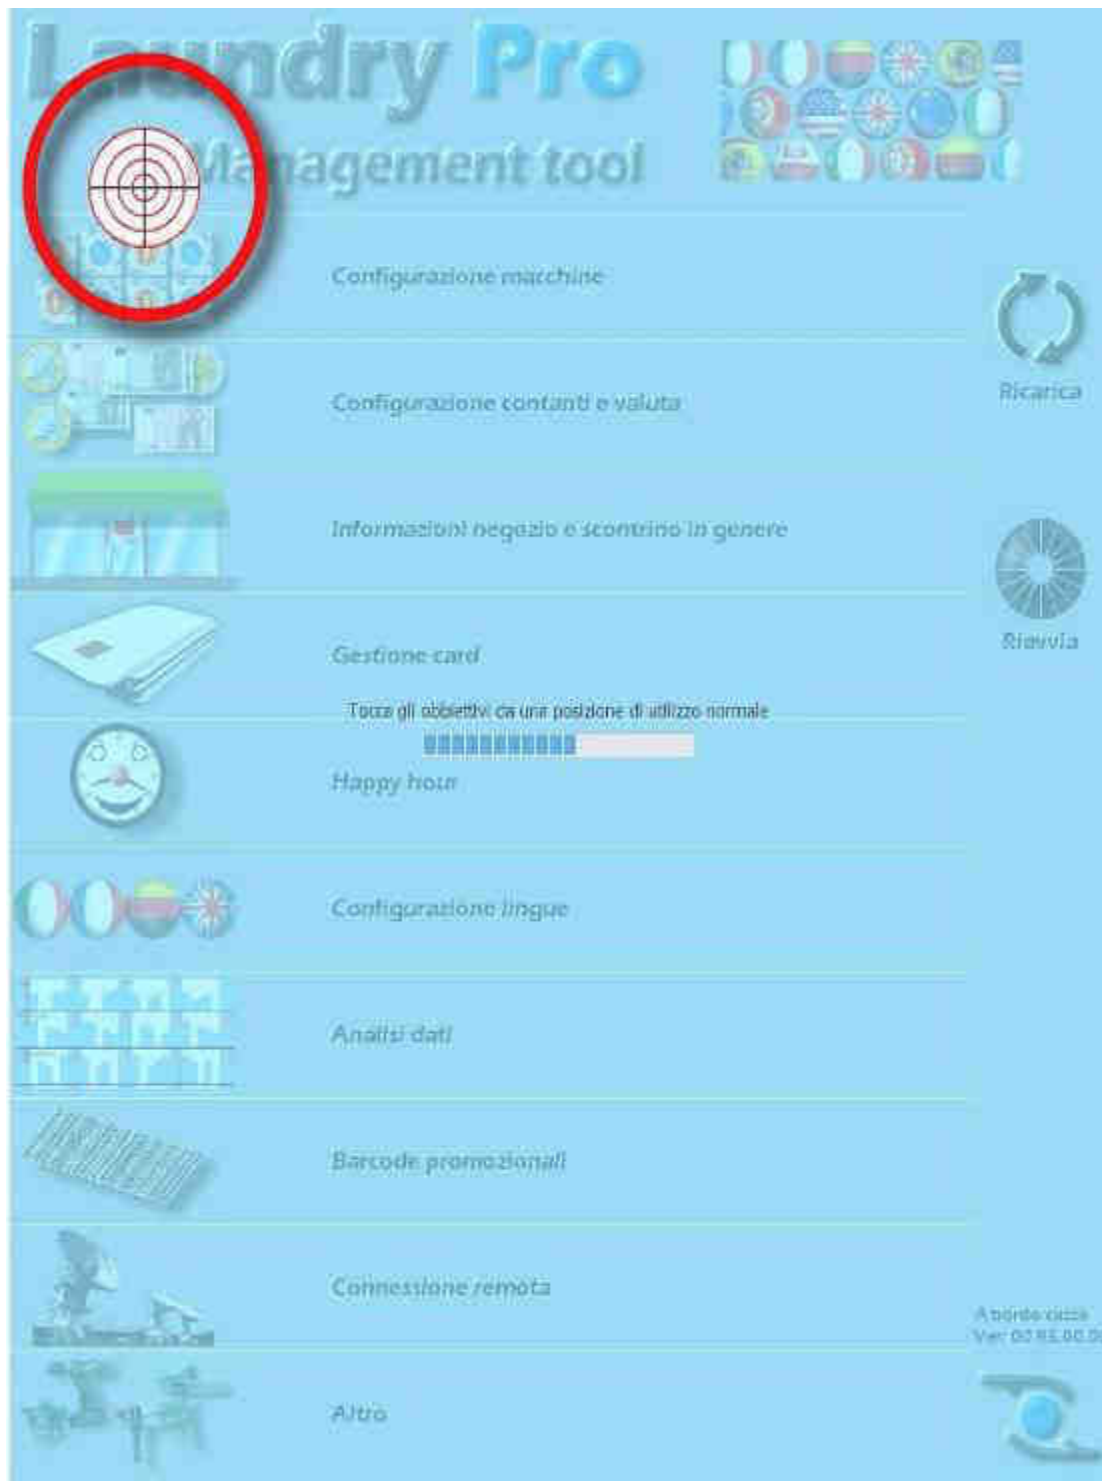 Laundry Pro
Management tool
Configurazione macchine
Ricarica
Configurazione contanti e valuta
Informazioni negozio e scontrino in genere
Riavvia
Gestione card
Tocca gli obbiettivi da una posizione di utilizzo normale
Happy hour
Configurazione lingue
Analisi dati
Barcode promozionali
Connessione remota
A bordo
Ver
Altro